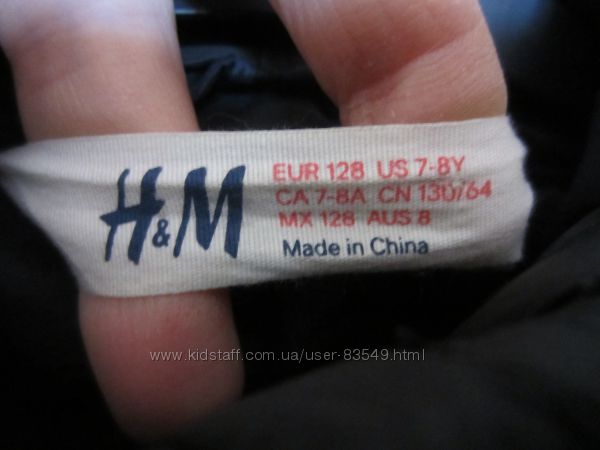 H&M
EUR 128 US 7-8Y
CA 7-8A CN 130/64
MX 128 AUS 8
Made in China
www.kidstaff.com.ua/user-83549.html